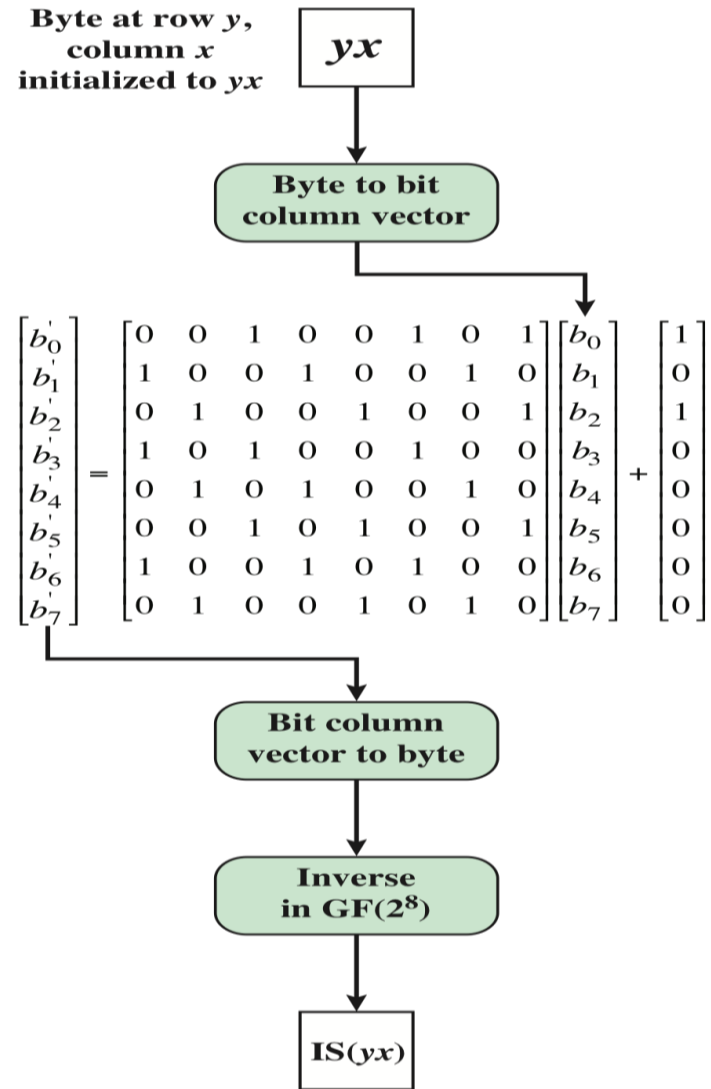 Byte at row y,
column x
initialized to yx
yx
Byte to bit
column vector
b'0 0 0 1 0 0 1 0 1 b0 1
b'1 1 0 0 1 0 0 1 0 b1 0
b'2 0 1 0 0 1 0 0 1 b2 1
b'3 = 1 0 1 0 0 1 0 0 b3 + 0
b'4 0 1 0 1 0 0 1 0 b4 0
b'5 0 0 1 0 1 0 0 1 b5 0
b'6 1 0 0 1 0 1 0 0 b6 0
b'7 0 1 0 0 1 0 1 0 b7 0
Bit column
vector to byte
Inverse
in GF(2⁸)
IS(yx)